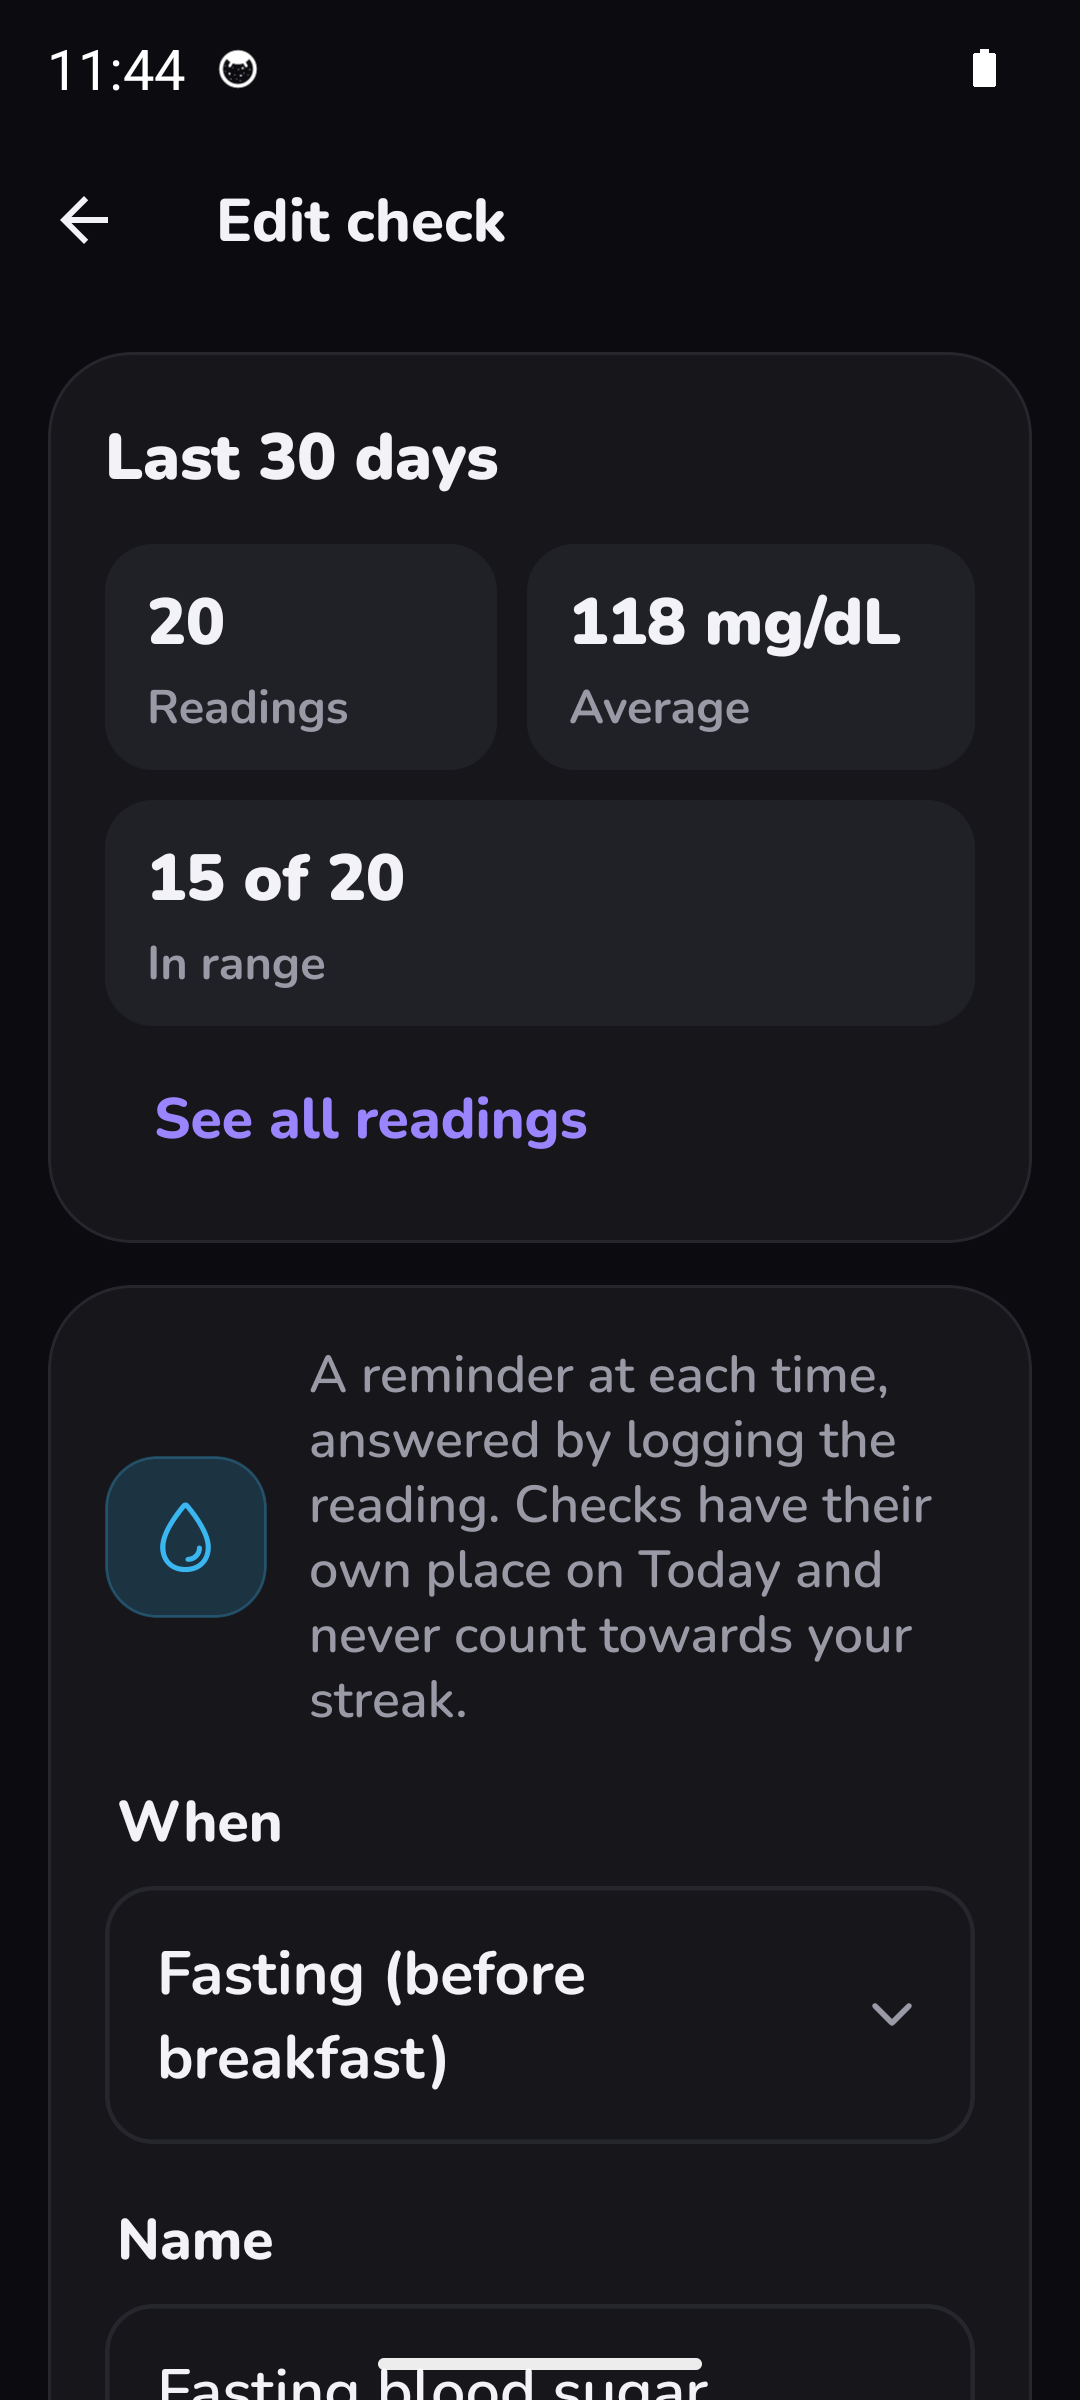 11:44
Edit check
Last 30 days
20
Readings
118 mg/dL
Average
15 of 20
In range
See all readings
A reminder at each time,
answered by logging the
reading. Checks have their
own place on Today and
never count towards your
streak.
When
Fasting (before
breakfast)
Name
Fasting blood sugar